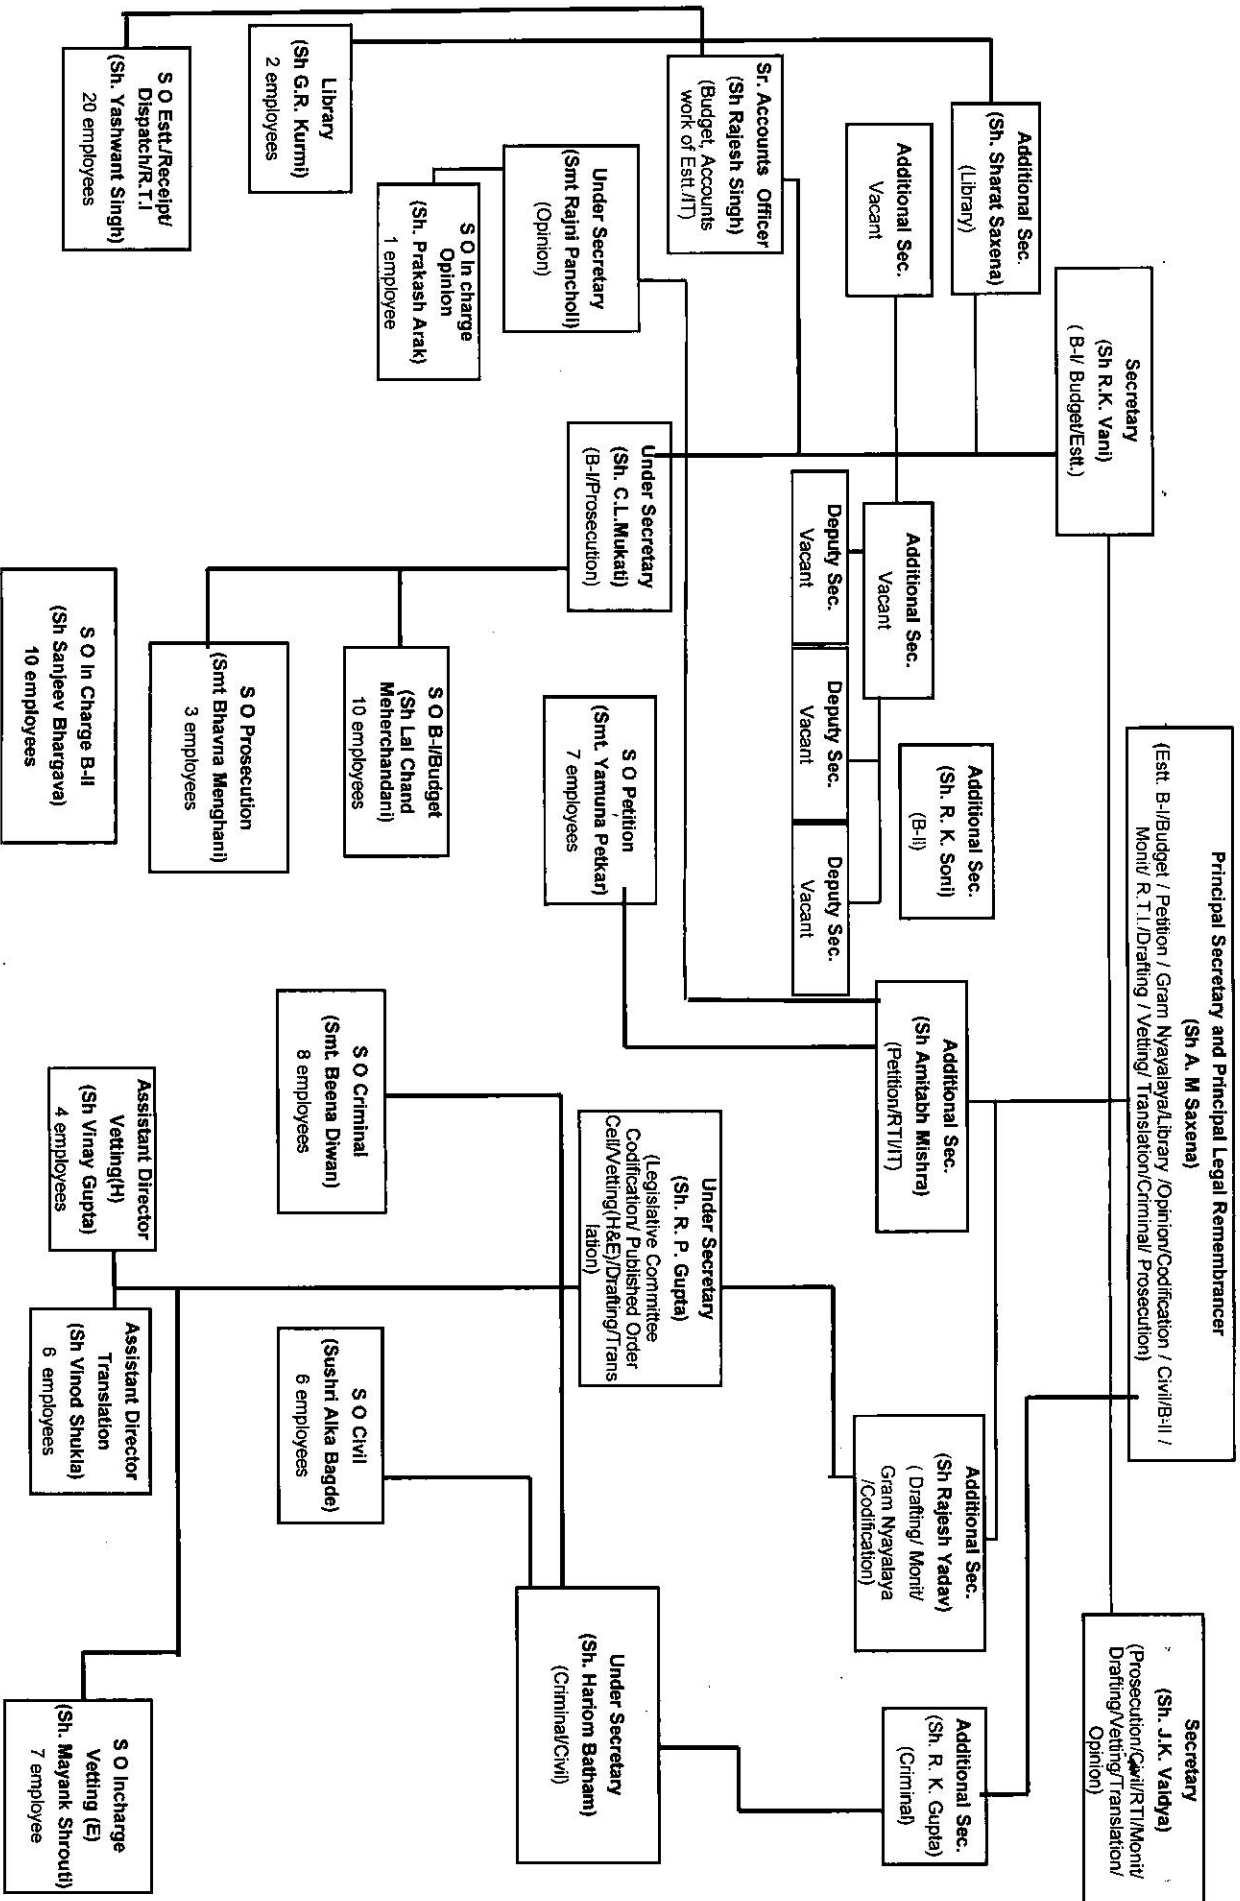 Principal Secretary and Principal Legal Remembrancer
(Sh A. M Saxena)
(Estt. B-I/Budget / Petition / Gram Nyayalaya/Library /Opinion/Codification / Civil/B-II /
Monit/ R.T.I./Drafting / Vetting/ Translation/Criminal/ Prosecution)
Secretary
(Sh R.K. Vani)
( B-I/ Budget/Estt.)
Secretary
(Sh. J.K. Vaidya)
(Prosecution/Civil/RTI/Monit/
Drafting/Vetting/Translation/
Opinion)
Additional Sec.
(Sh. Sharat Saxena)
(Library)
Additional Sec.
Vacant
Additional Sec.
Vacant
Additional Sec.
(Sh. R. K. Soni)
(B-II)
Additional Sec.
(Sh Amitabh Mishra)
(Petition/RTI/IT)
Additional Sec.
(Sh Rajesh Yadav)
( Drafting/ Monit/
Gram Nyayalaya
/Codification)
Additional Sec.
(Sh. R. K. Gupta)
(Criminal)
Sr. Accounts Officer
(Sh Rajesh Singh)
(Budget, Accounts
work of Estt./IT)
Deputy Sec.
Vacant
Deputy Sec.
Vacant
Deputy Sec.
Vacant
Under Secretary
(Smt Rajni Pancholi)
(Opinion)
Under Secretary
(Sh. C.L.Mukati)
(B-I/Prosecution)
S O Petition
(Smt. Yamuna Petkar)
7 employees
Under Secretary
(Sh. R. P. Gupta)
(Legislative Committee
Codification/ Published Order
Cell/Vetting(H&E)/Drafting/Trans
lation)
Under Secretary
(Sh. Hariom Batham)
(Criminal/Civil)
S O In charge
Opinion
(Sh. Prakash Arak)
1 employee
Library
(Sh G.R. Kurmi)
2 employees
S O B-I/Budget
(Sh Lal Chand
Meherchandani)
10 employees
S O Criminal
(Smt. Beena Diwan)
8 employees
S O Civil
(Sushri Alka Bagde)
6 employees
S O Estt./Receipt/
Dispatch/R.T.I
(Sh. Yashwant Singh)
20 employees
S O Prosecution
(Smt Bhavna Menghani)
3 employees
Assistant Director
Vetting(H)
(Sh Vinay Gupta)
4 employees
Assistant Director
Translation
(Sh Vinod Shukla)
6 employees
S O In Charge B-II
(Sh Sanjeev Bhargava)
10 employees
S O Incharge
Vetting (E)
(Sh. Mayank Shrouti)
7 employee